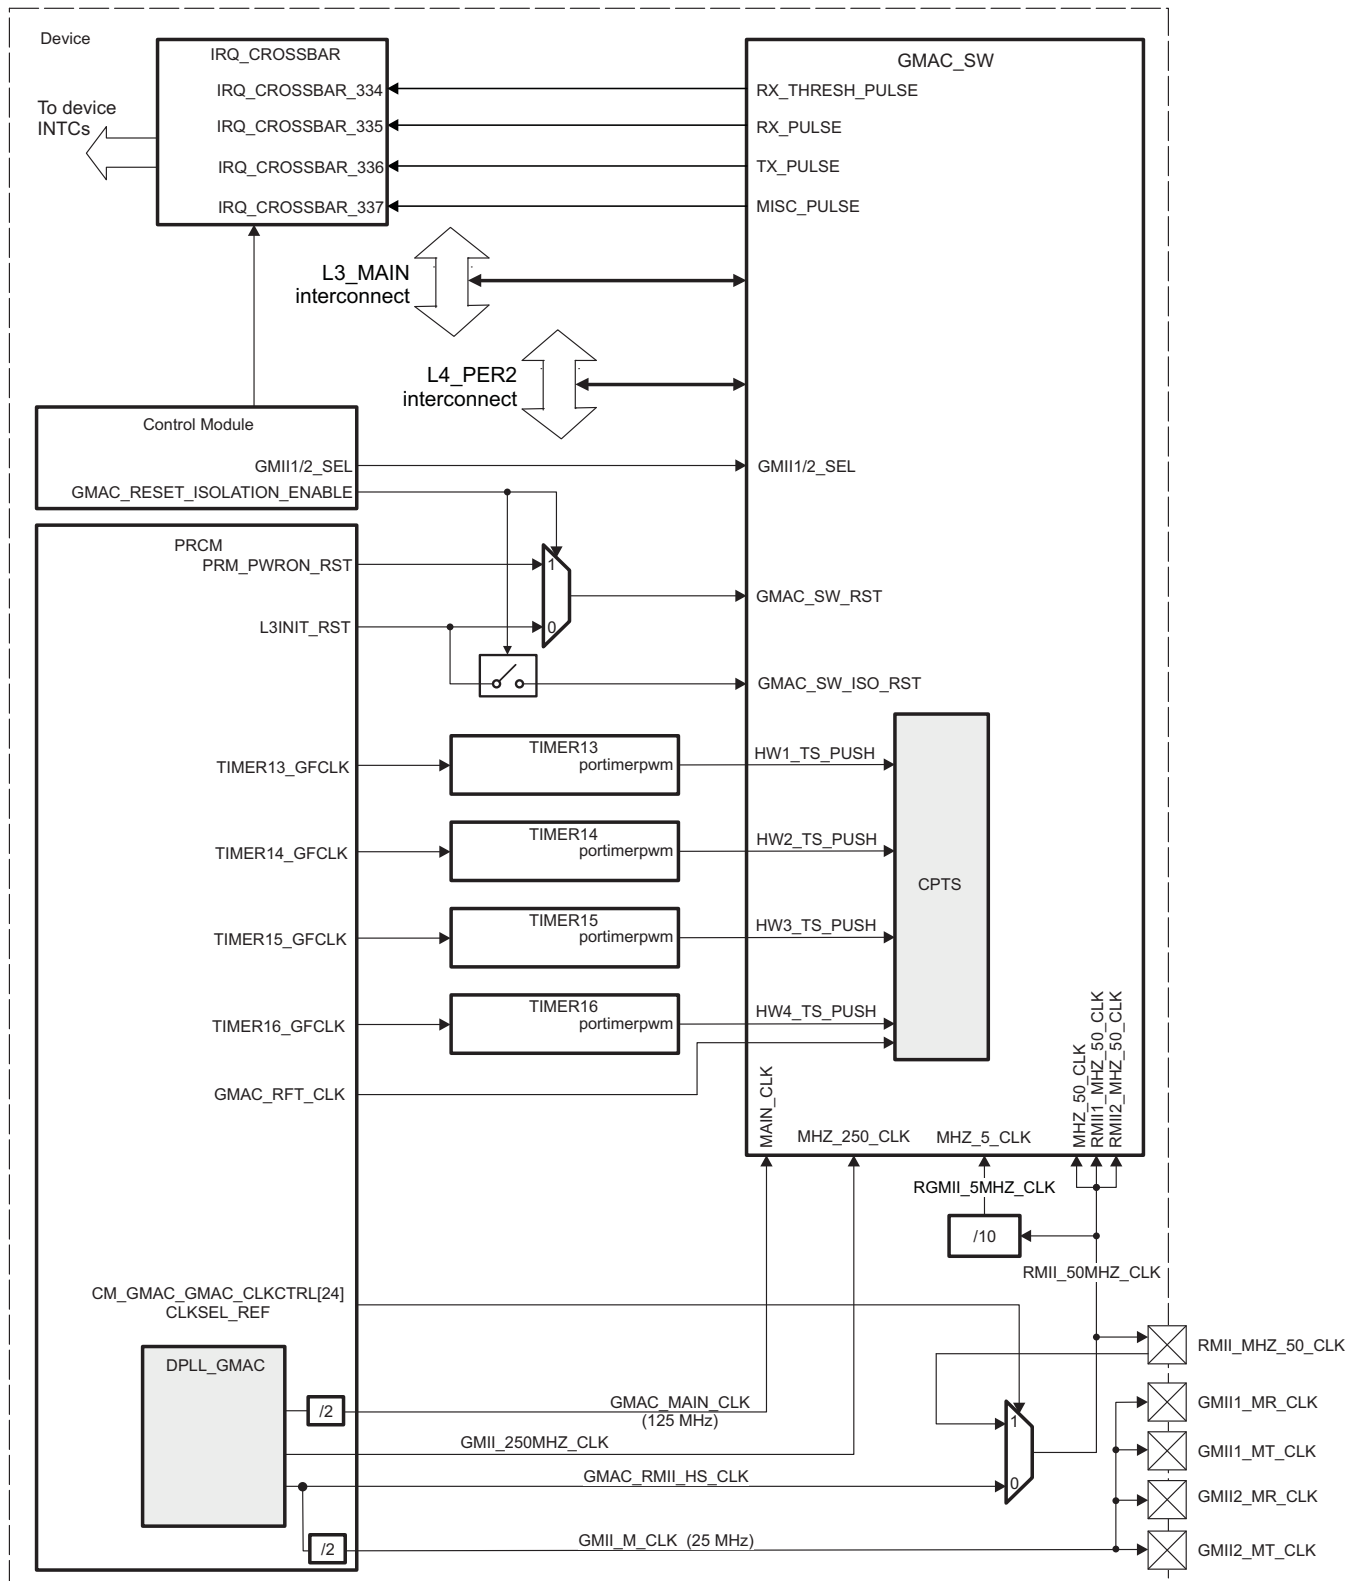 Device
IRQ_CROSSBAR
GMAC_SW
IRQ_CROSSBAR_334
RX_THRESH_PULSE
To device
INTCs
IRQ_CROSSBAR_335
RX_PULSE
IRQ_CROSSBAR_336
TX_PULSE
IRQ_CROSSBAR_337
MISC_PULSE
L3_MAIN
interconnect
L4_PER2
interconnect
Control Module
GMII1/2_SEL
GMII1/2_SEL
GMAC_RESET_ISOLATION_ENABLE
PRCM
PRM_PWRON_RST
1
GMAC_SW_RST
L3INIT_RST
0
GMAC_SW_ISO_RST
TIMER13
portimerpwm
HW1_TS_PUSH
TIMER13_GFCLK
TIMER14
portimerpwm
HW2_TS_PUSH
TIMER14_GFCLK
CPTS
TIMER15
portimerpwm
HW3_TS_PUSH
TIMER15_GFCLK
TIMER16
portimerpwm
HW4_TS_PUSH
TIMER16_GFCLK
GMAC_RFT_CLK
MAIN_CLK
MHZ_250_CLK
MHZ_5_CLK
MHZ_50_CLK
RMII1_MHZ_50_CLK
RMII2_MHZ_50_CLK
RGMII_5MHZ_CLK
/10
RMII_50MHZ_CLK
CM_GMAC_GMAC_CLKCTRL[24]
CLKSEL_REF
RMII_MHZ_50_CLK
DPLL_GMAC
/2
GMAC_MAIN_CLK
(125 MHz)
1
GMII1_MR_CLK
GMII_250MHZ_CLK
GMII1_MT_CLK
GMAC_RMII_HS_CLK
0
GMII2_MR_CLK
/2
GMII_M_CLK (25 MHz)
GMII2_MT_CLK